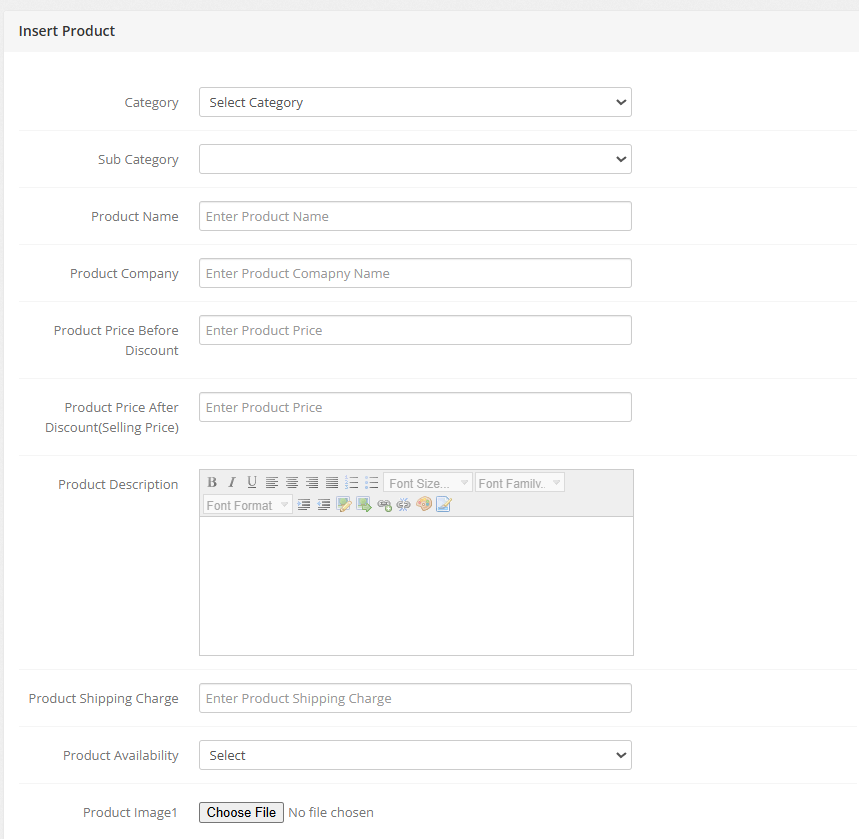 Insert Product
Category Select Category
Sub Category
Product Name Enter Product Name
Product Company Enter Product Comapny Name
Product Price Before Enter Product Price
Discount
Product Price After Enter Product Price
Discount(Selling Price)
Product Description B I U Font Size... Font Family..
Font Format
Product Shipping Charge Enter Product Shipping Charge
Product Availability Select
Product Image1 Choose File No file chosen